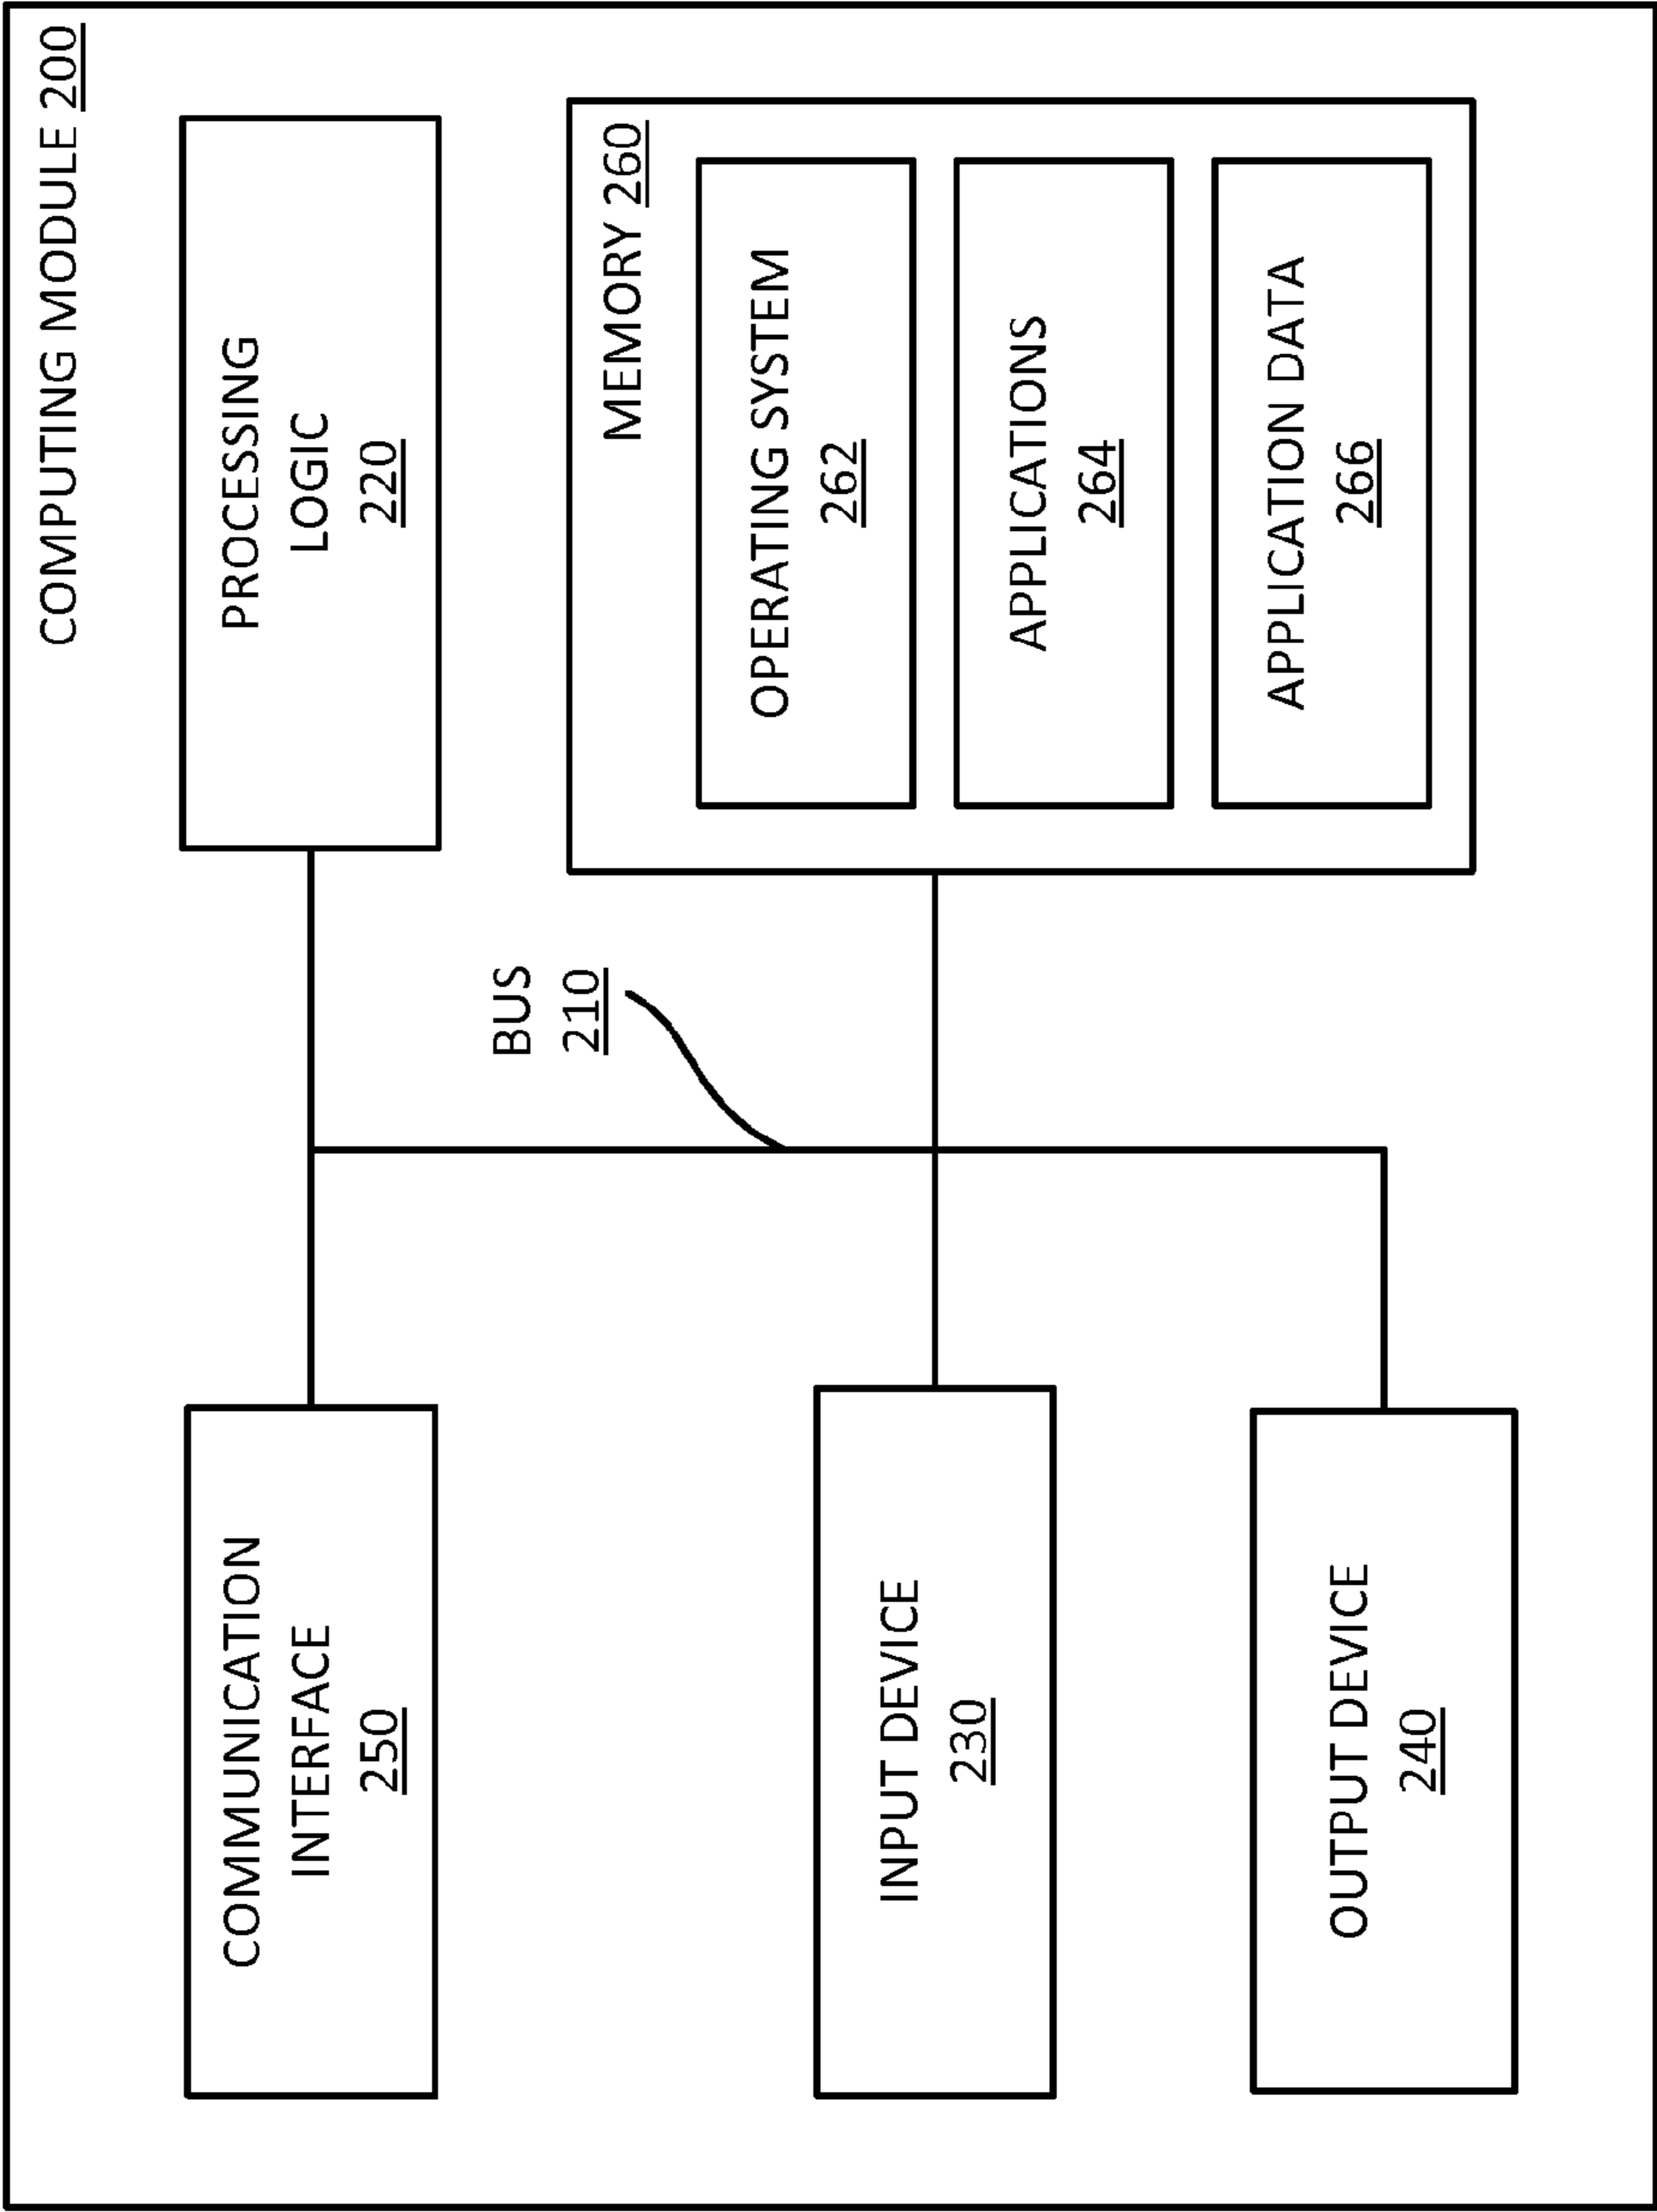 COMPUTING MODULE 200
COMMUNICATION
INTERFACE
250
PROCESSING
LOGIC
220
BUS
210
MEMORY 260
OPERATING SYSTEM
262
INPUT DEVICE
230
APPLICATIONS
264
OUTPUT DEVICE
240
APPLICATION DATA
266